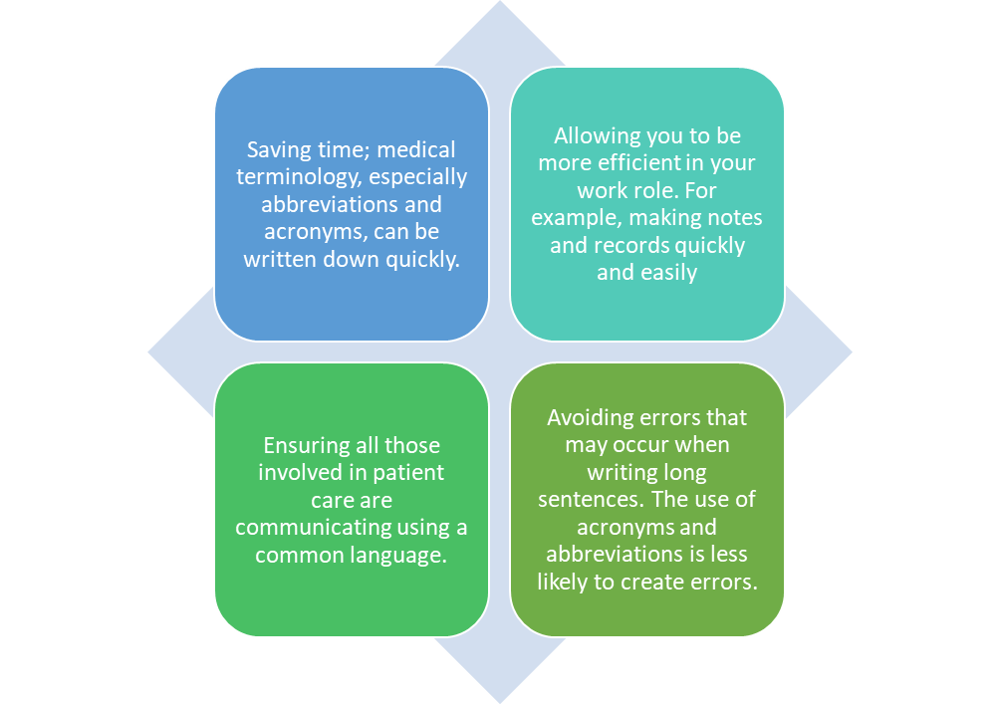 Saving time; medical
terminology, especially
abbreviations and
acronyms, can be
written down quickly.
Allowing you to be
more efficient in your
work role. For
example, making notes
and records quickly
and easily
Ensuring all those
involved in patient
care are
communicating using a
common language.
Avoiding errors that
may occur when
writing long
sentences. The use of
acronyms and
abbreviations is less
likely to create errors.